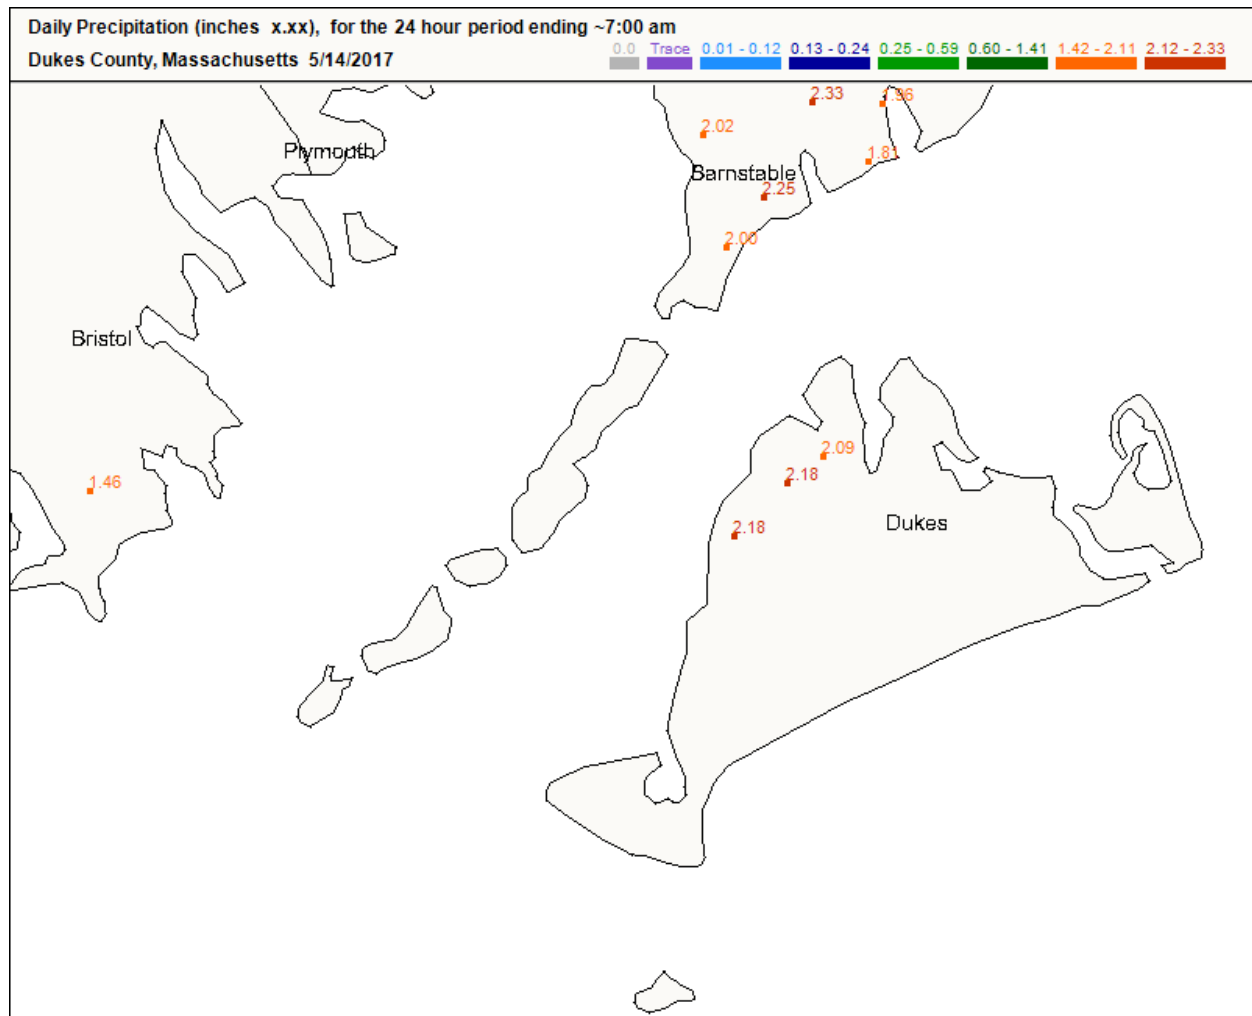 Daily Precipitation (inches x.xx), for the 24 hour period ending ~7:00 am
Dukes County, Massachusetts 5/14/2017
0.0 Trace 0.01 - 0.12 0.13 - 0.24 0.25 - 0.59 0.60 - 1.41 1.42 - 2.11 2.12 - 2.33
2.33
1.96
2.02
Plymouth
1.81
Barnstable
2.25
2.00
Bristol
2.09
2.18
1.46
Dukes
2.18